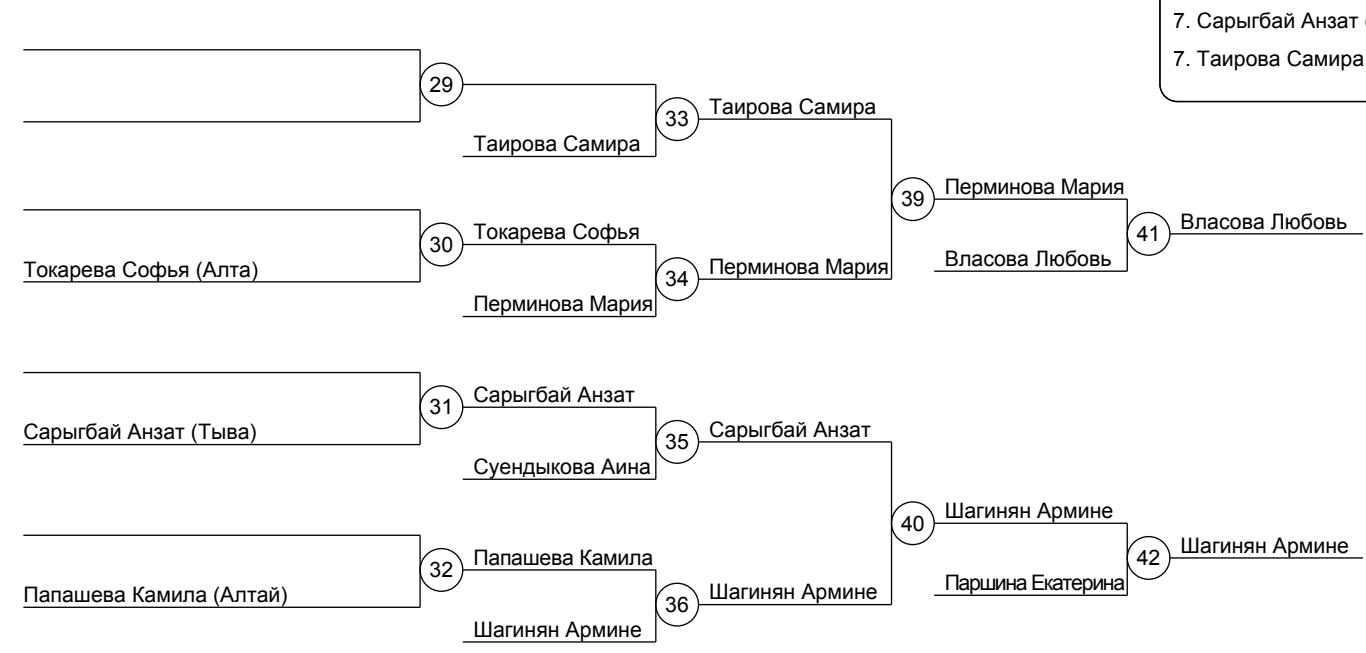 7. Сарыгбай Анзат (
7. Таирова Самира
29
Таирова Самира
33
Таирова Самира
Токарева Софья (Алта)
30
Токарева Софья
Перминова Мария
34
Перминова Мария
39
Перминова Мария
Власова Любовь
41
Власова Любовь
Сарыгбай Анзат (Тыва)
31
Сарыгбай Анзат
Суендыкова Аина
35
Сарыгбай Анзат
Папашева Камила (Алтай)
32
Папашева Камила
Шагинян Армине
36
Шагинян Армине
40
Шагинян Армине
Паршина Екатерина
42
Шагинян Армине